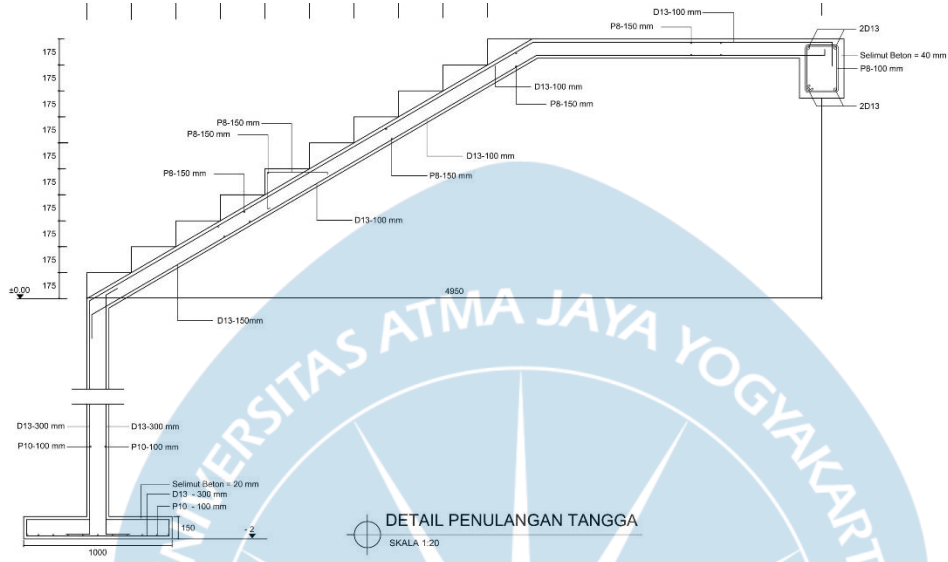 D13-100 mm
P8-150 mm
2D13
Selimut Beton = 40 mm
P8-100 mm
2D13
175
175
175
175
175
175
175
175
175
175
D13-100 mm
P8-150 mm
P8-150 mm
P8-150 mm
D13-100 mm
P8-150 mm
P8-150 mm
D13-100 mm
±0.00
4950
D13-150mm
UNIVERSITAS ATMA JAYA YOGYAKART
D13-300 mm
D13-300 mm
P10-100 mm
P10-100 mm
Selimut Beton = 20 mm
D13 - 300 mm
P10 - 100 mm
150
- 2
1000
DETAIL PENULANGAN TANGGA
SKALA 1:20